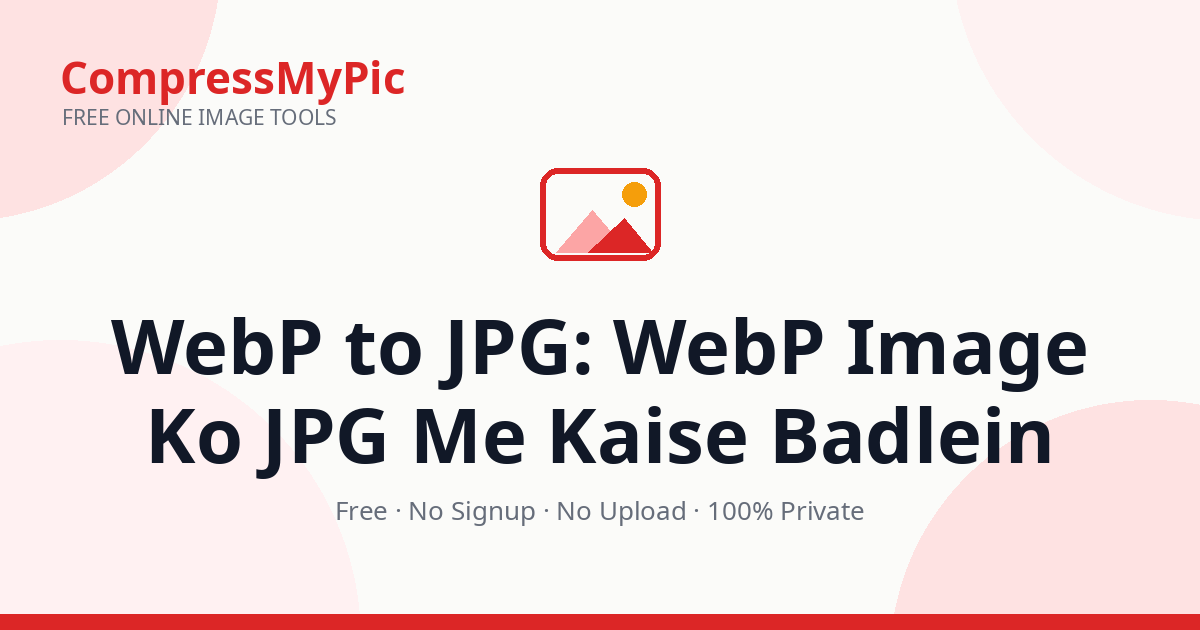 CompressMyPic
FREE ONLINE IMAGE TOOLS
WebP to JPG: WebP Image
Ko JPG Me Kaise Badlein
Free · No Signup · No Upload · 100% Private